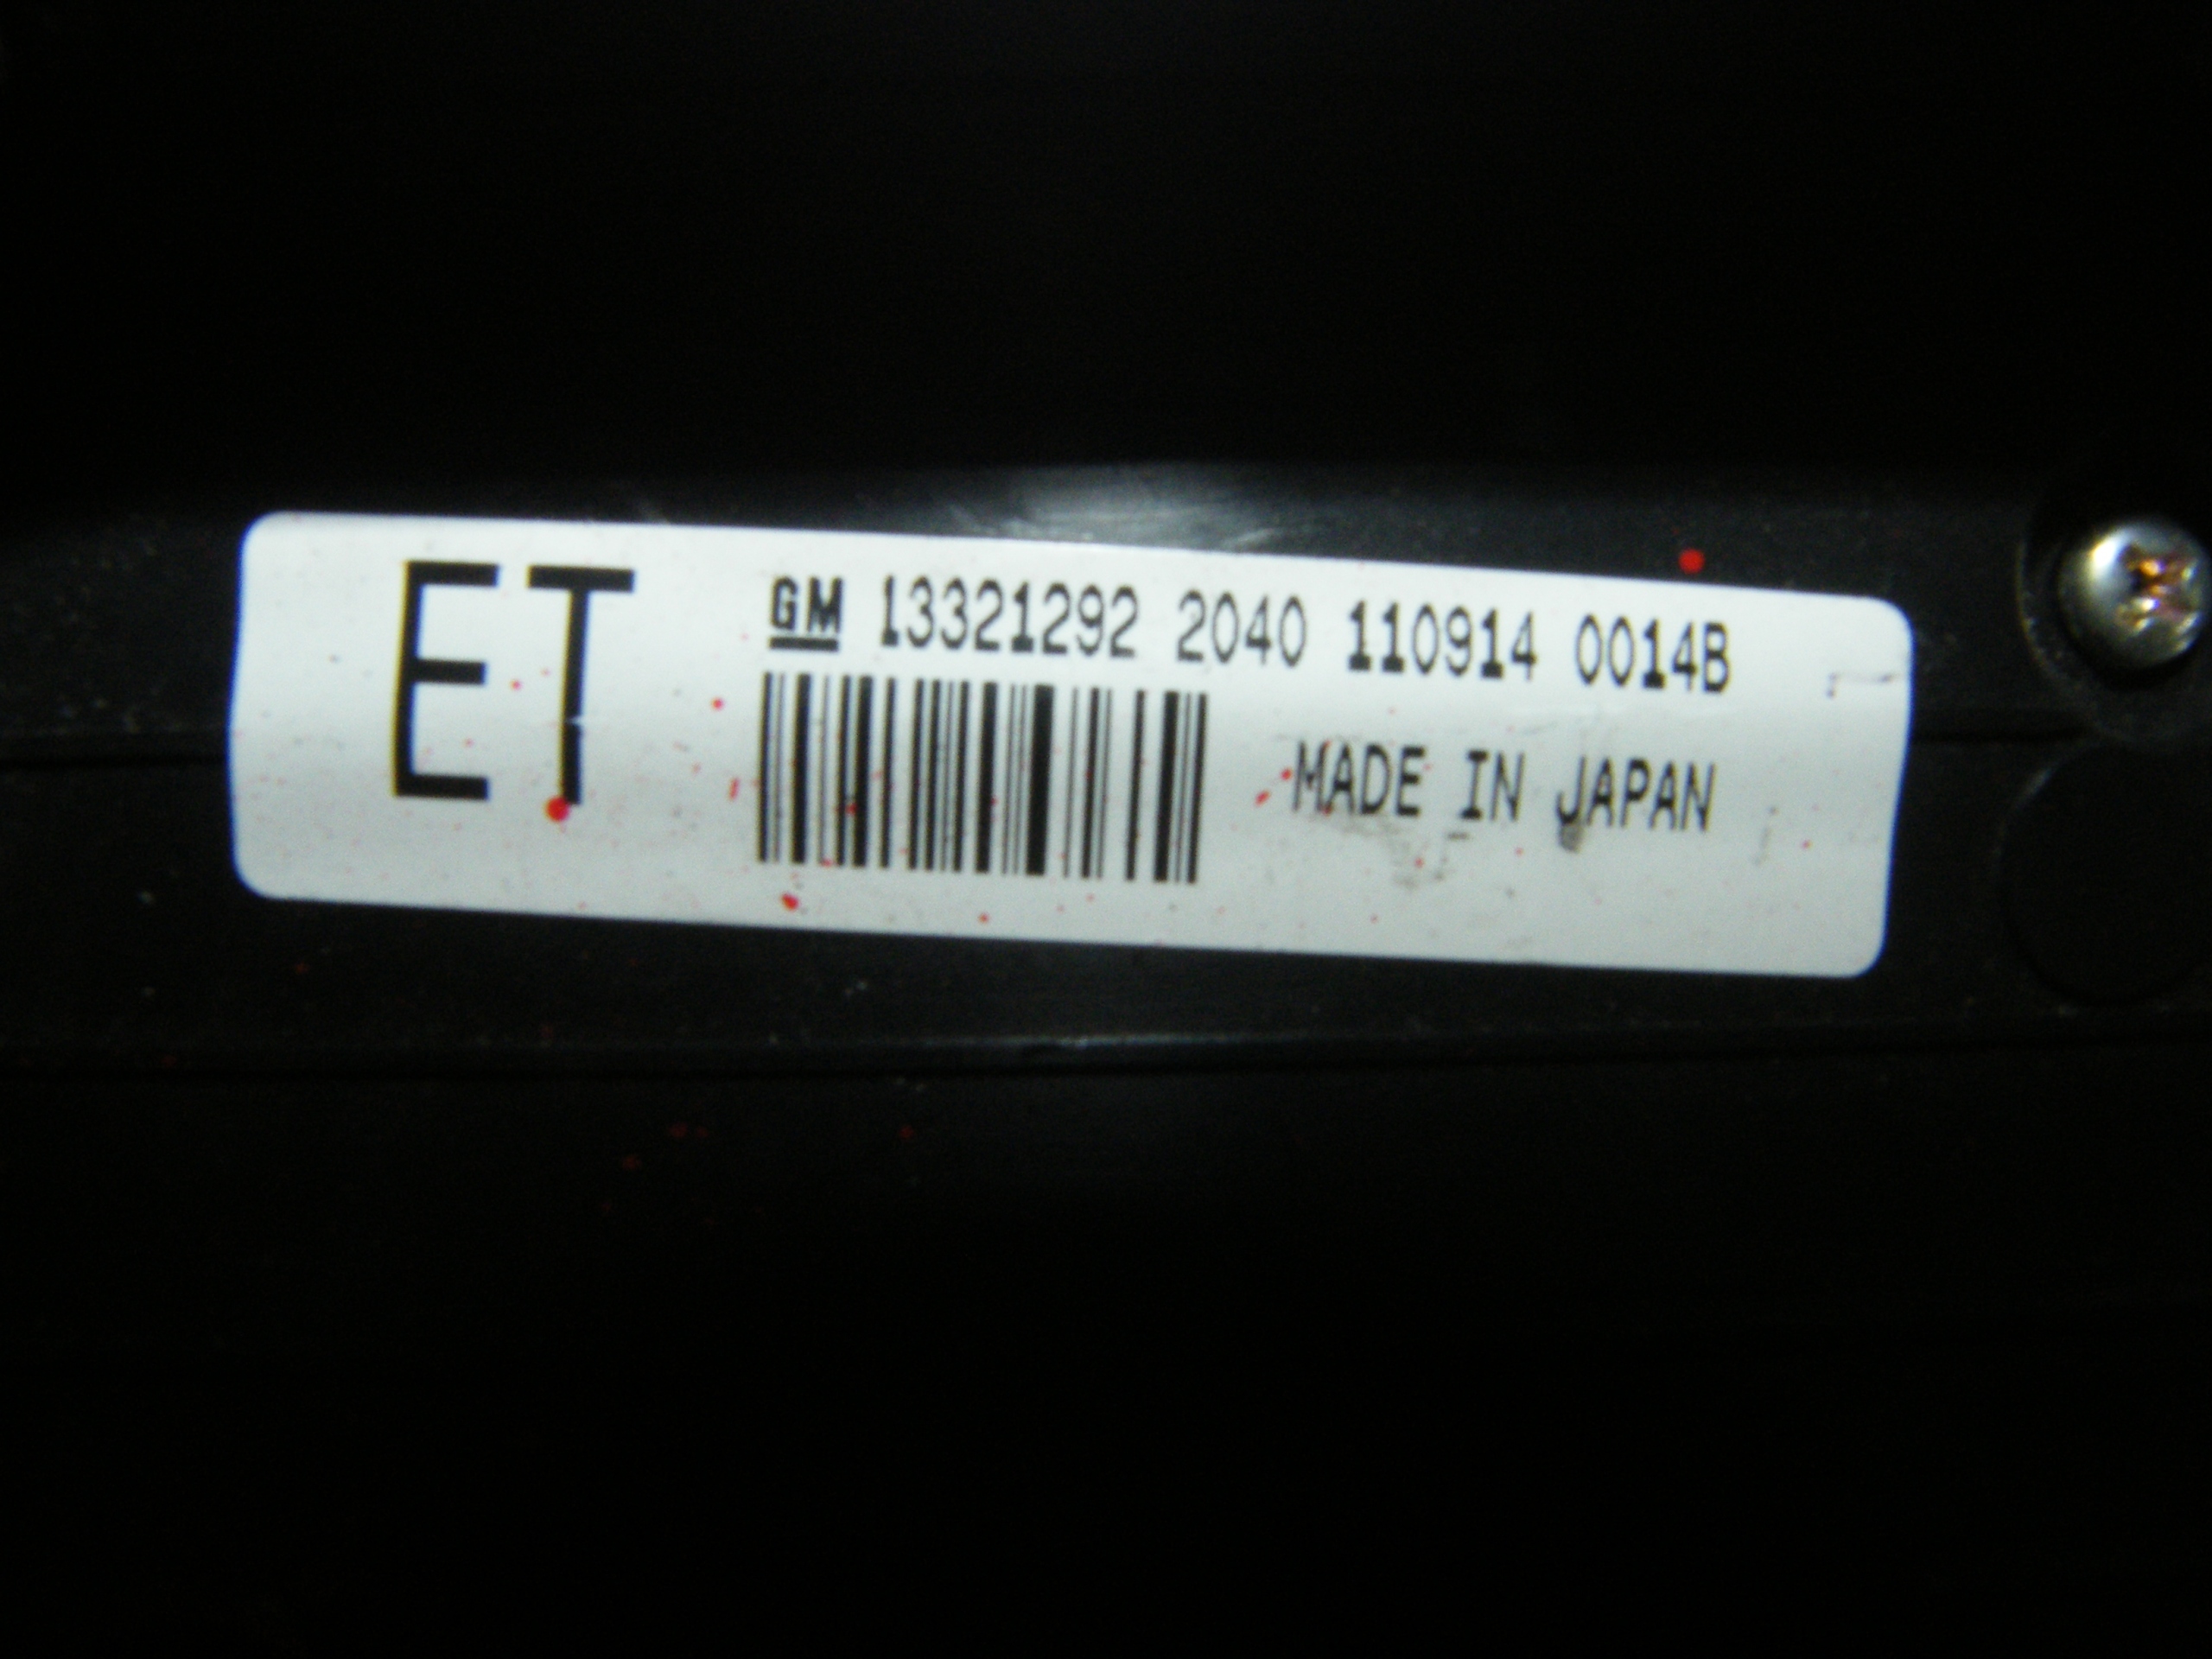 ET
GM 13321292 2040 110914 0014B
MADE IN JAPAN